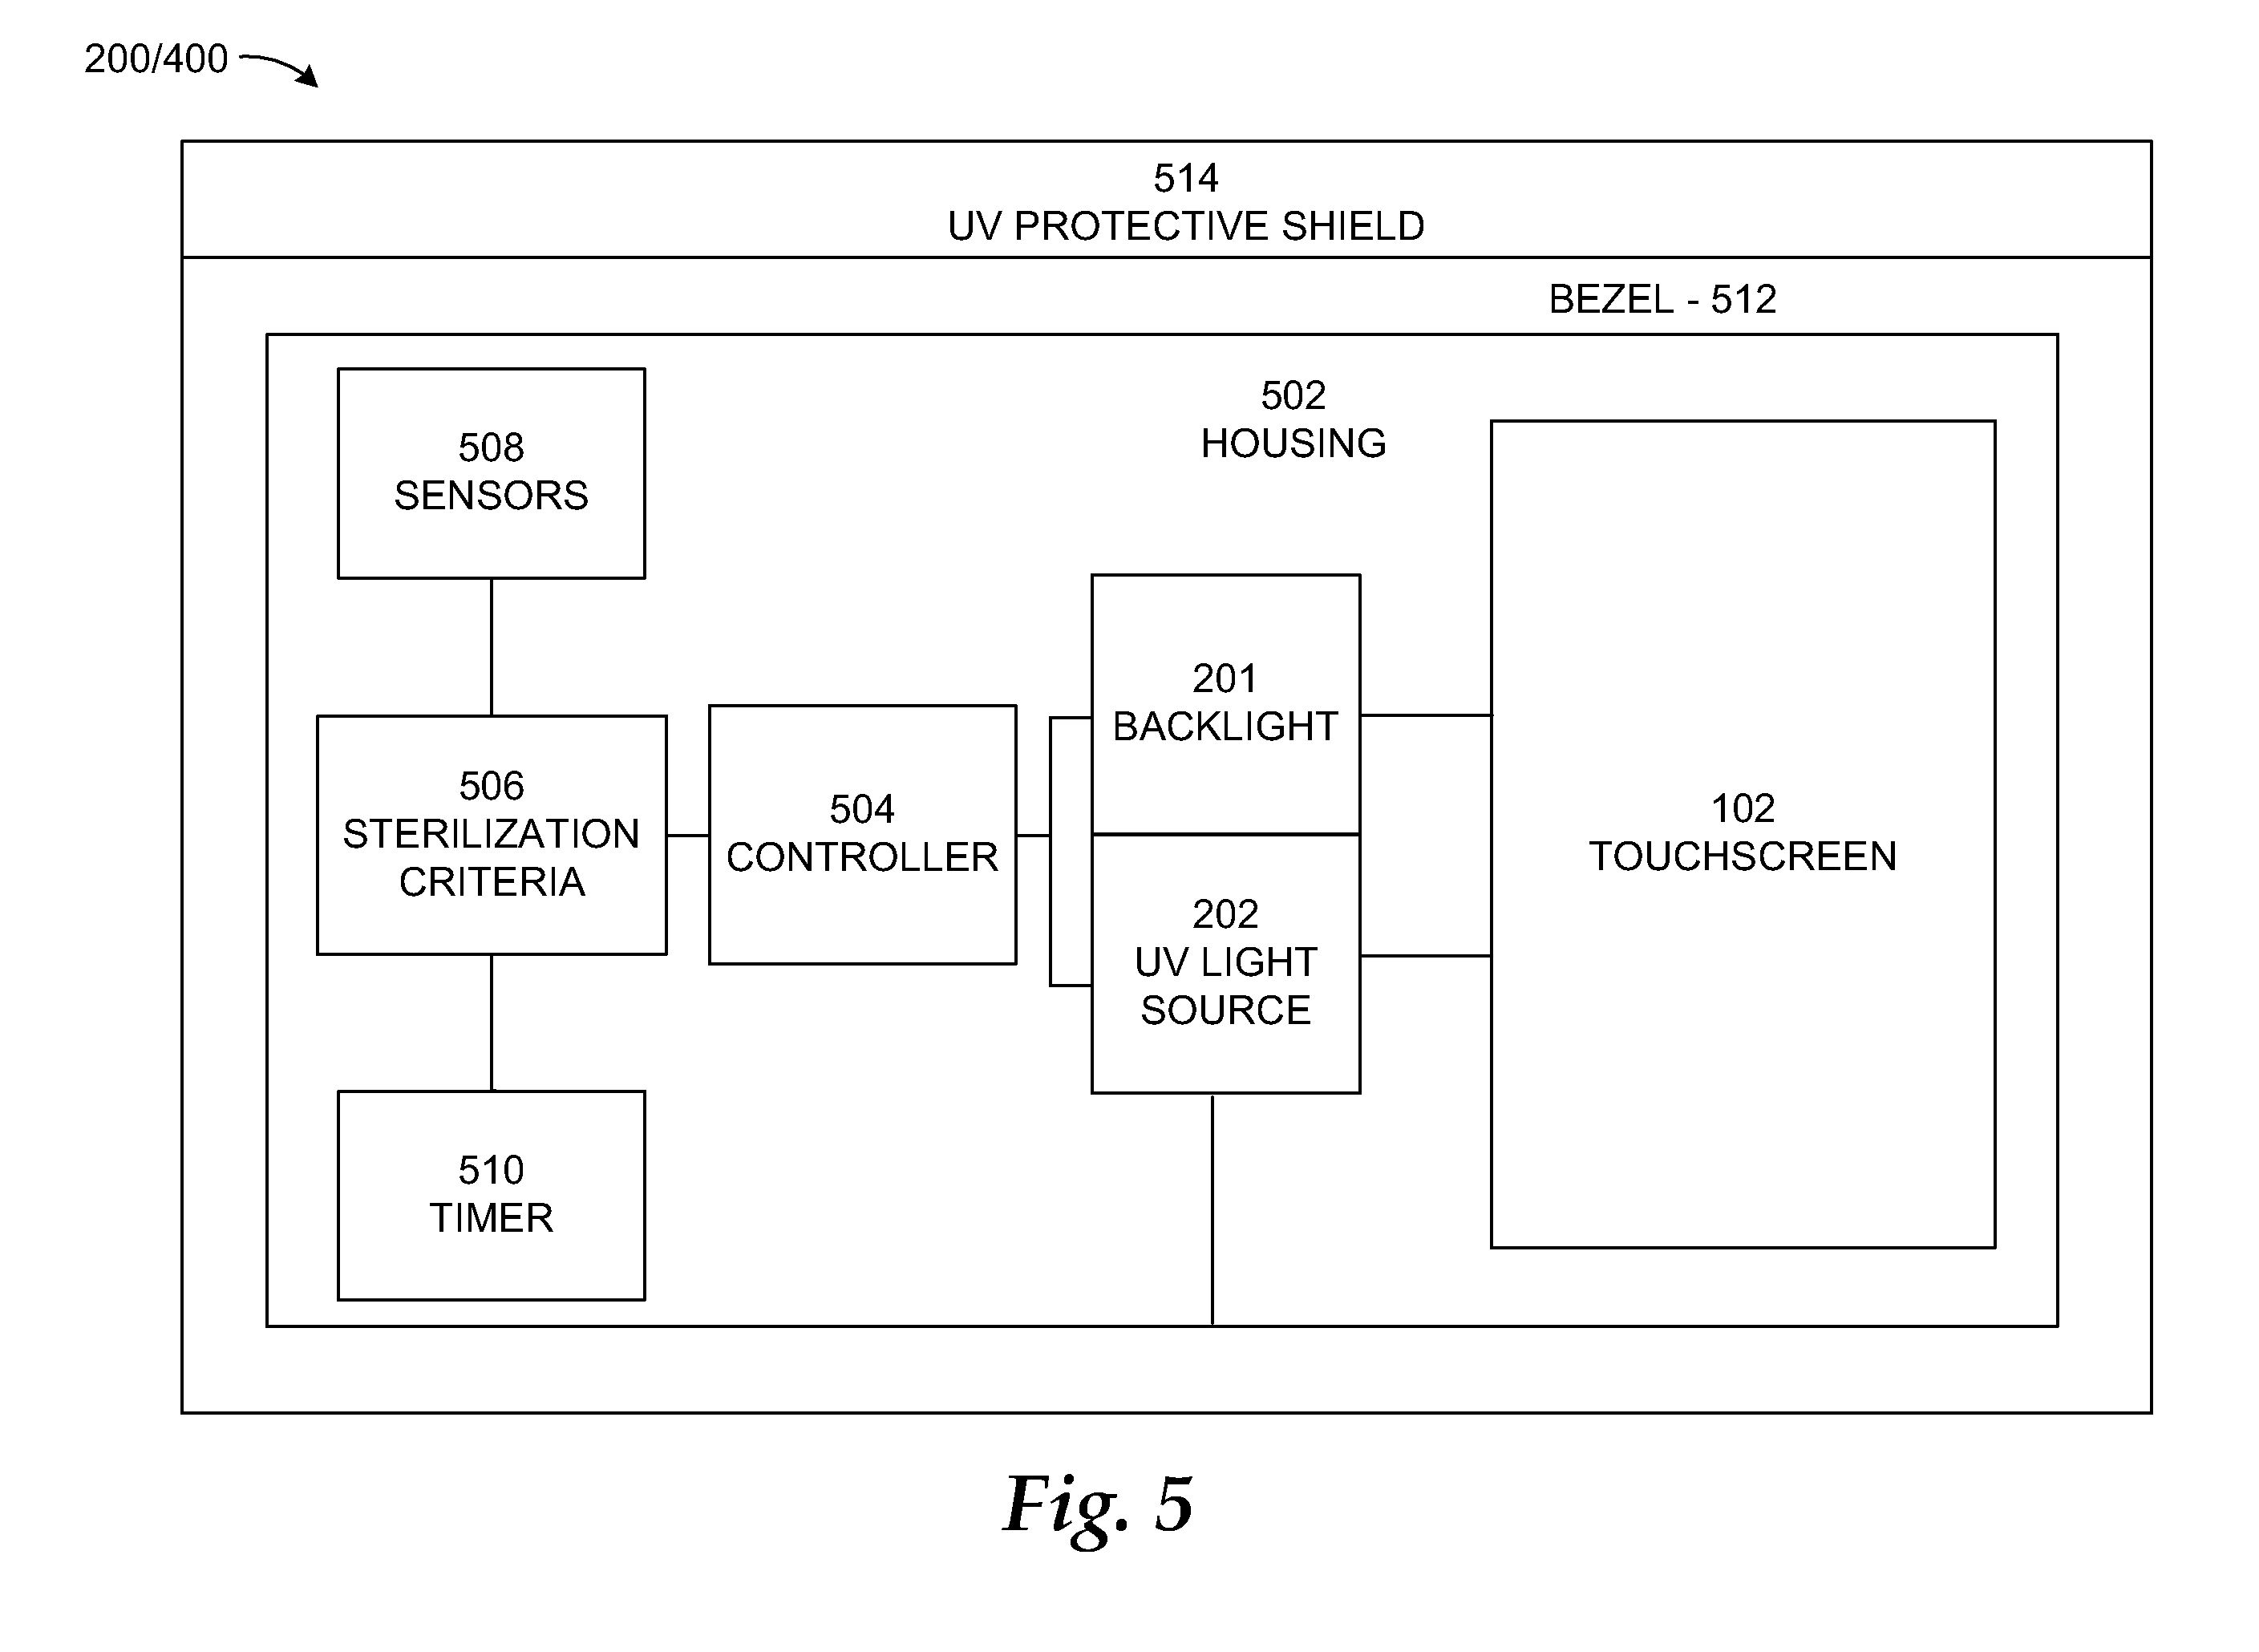 200/400
514
UV PROTECTIVE SHIELD
BEZEL - 512
502
HOUSING
508
SENSORS
201
BACKLIGHT
506
STERILIZATION
CRITERIA
504
CONTROLLER
102
TOUCHSCREEN
202
UV LIGHT
SOURCE
510
TIMER
Fig. 5